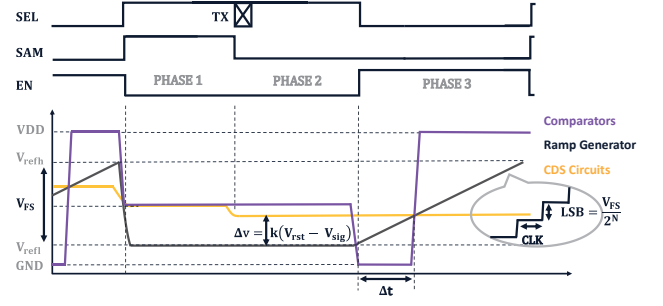 SEL
TX
SAM
EN
PHASE 1
PHASE 2
PHASE 3
VDD
V_refh
V_FS
V_refl
GND
Δv = k(V_rst − V_sig)
Δt
Comparators
Ramp Generator
CDS Circuits
LSB = V_FS/2^N
CLK